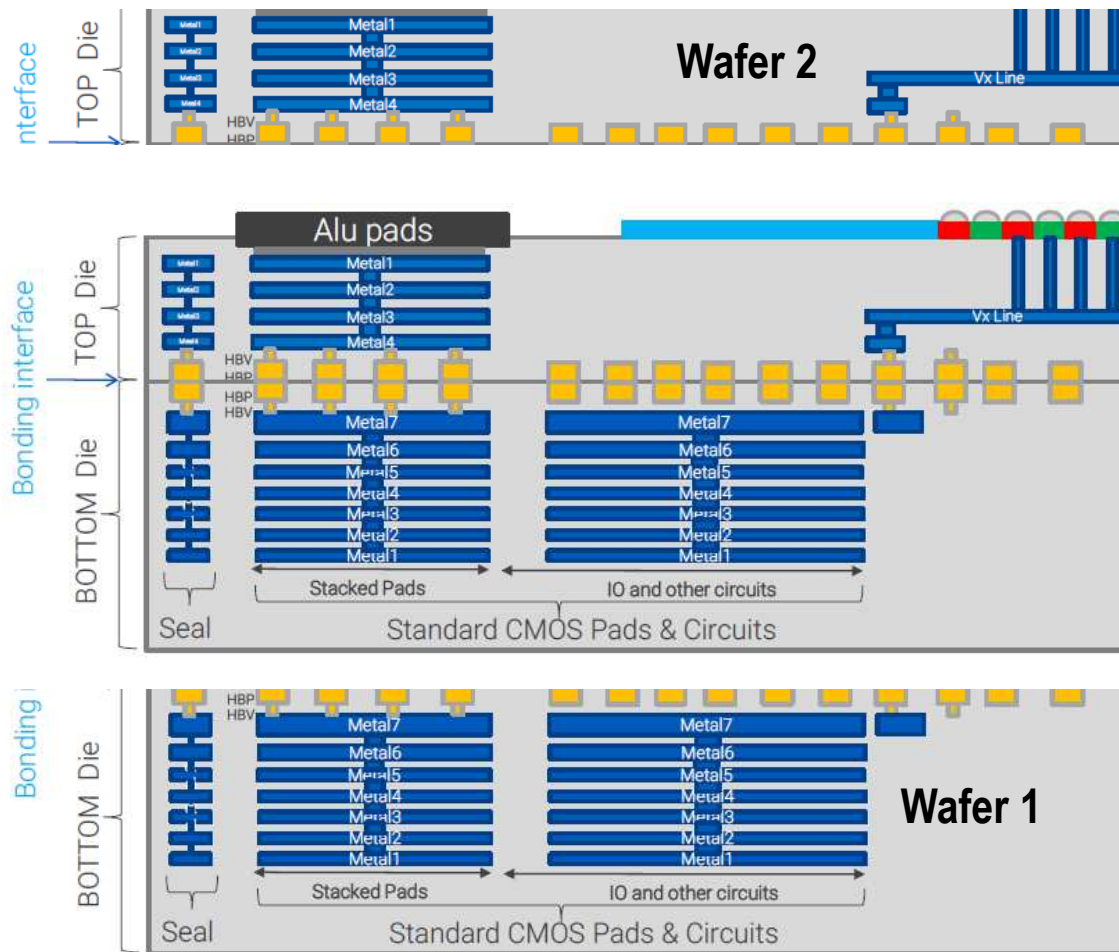 nterface
TOP Die
Metal1
Metal2
Metal3
Metal4
Metal1
Metal2
Metal3
Metal4
HBV
HBP
Wafer 2
Vx Line
Alu pads
Bonding interface
TOP Die
Metal1
Metal2
Metal3
Metal4
Metal1
Metal2
Metal3
Metal4
Vx Line
HBV
HBP
HBP
HBV
BOTTOM Die
Metal7
Metal6
Metal5
Metal4
Metal3
Metal2
Metal1
Metal7
Metal6
Metal5
Metal4
Metal3
Metal2
Metal1
Stacked Pads
IO and other circuits
Seal
Standard CMOS Pads & Circuits
Bonding i
BOTTOM Die
HBP
HBV
Metal7
Metal6
Metal5
Metal4
Metal3
Metal2
Metal1
Metal7
Metal6
Metal5
Metal4
Metal3
Metal2
Metal1
Wafer 1
Stacked Pads
IO and other circuits
Seal
Standard CMOS Pads & Circuits